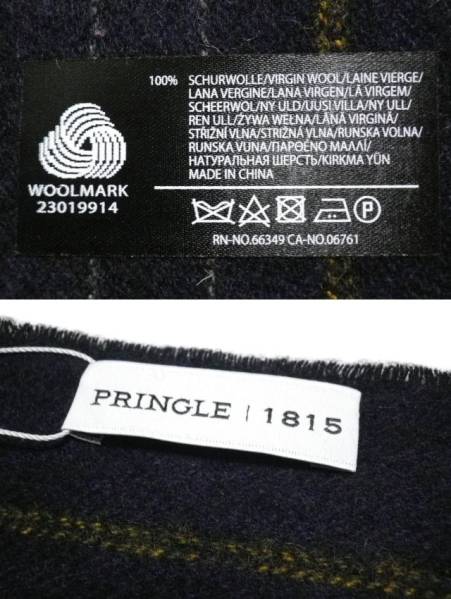 100% SCHURWOLLE/VIRGIN WOOL/LAINE VIERGE/
LANA VERGINE/LANA VIRGEN/LÃ VIRGEM/
SCHEERWOL/NY ULD/UUSI VILLA/NY ULL/
REN ULL/ŻYWA WEŁNA/LÂNĂ VIRGINĂ/
STŘIŽNÍ VLNA/STRIŽNÁ VLNA/RUNSKA VOLNA/
RUNSKA VUNA/ΠΑΡΘΕΝΟ ΜΑΛΛΙ/
НАТУРАЛЬНАЯ ШЕРСТЬ/KIRKMA YÜN
MADE IN CHINA
WOOLMARK
23019914
P
RN-NO.66349 CA-NO.06761
PRINGLE | 1815